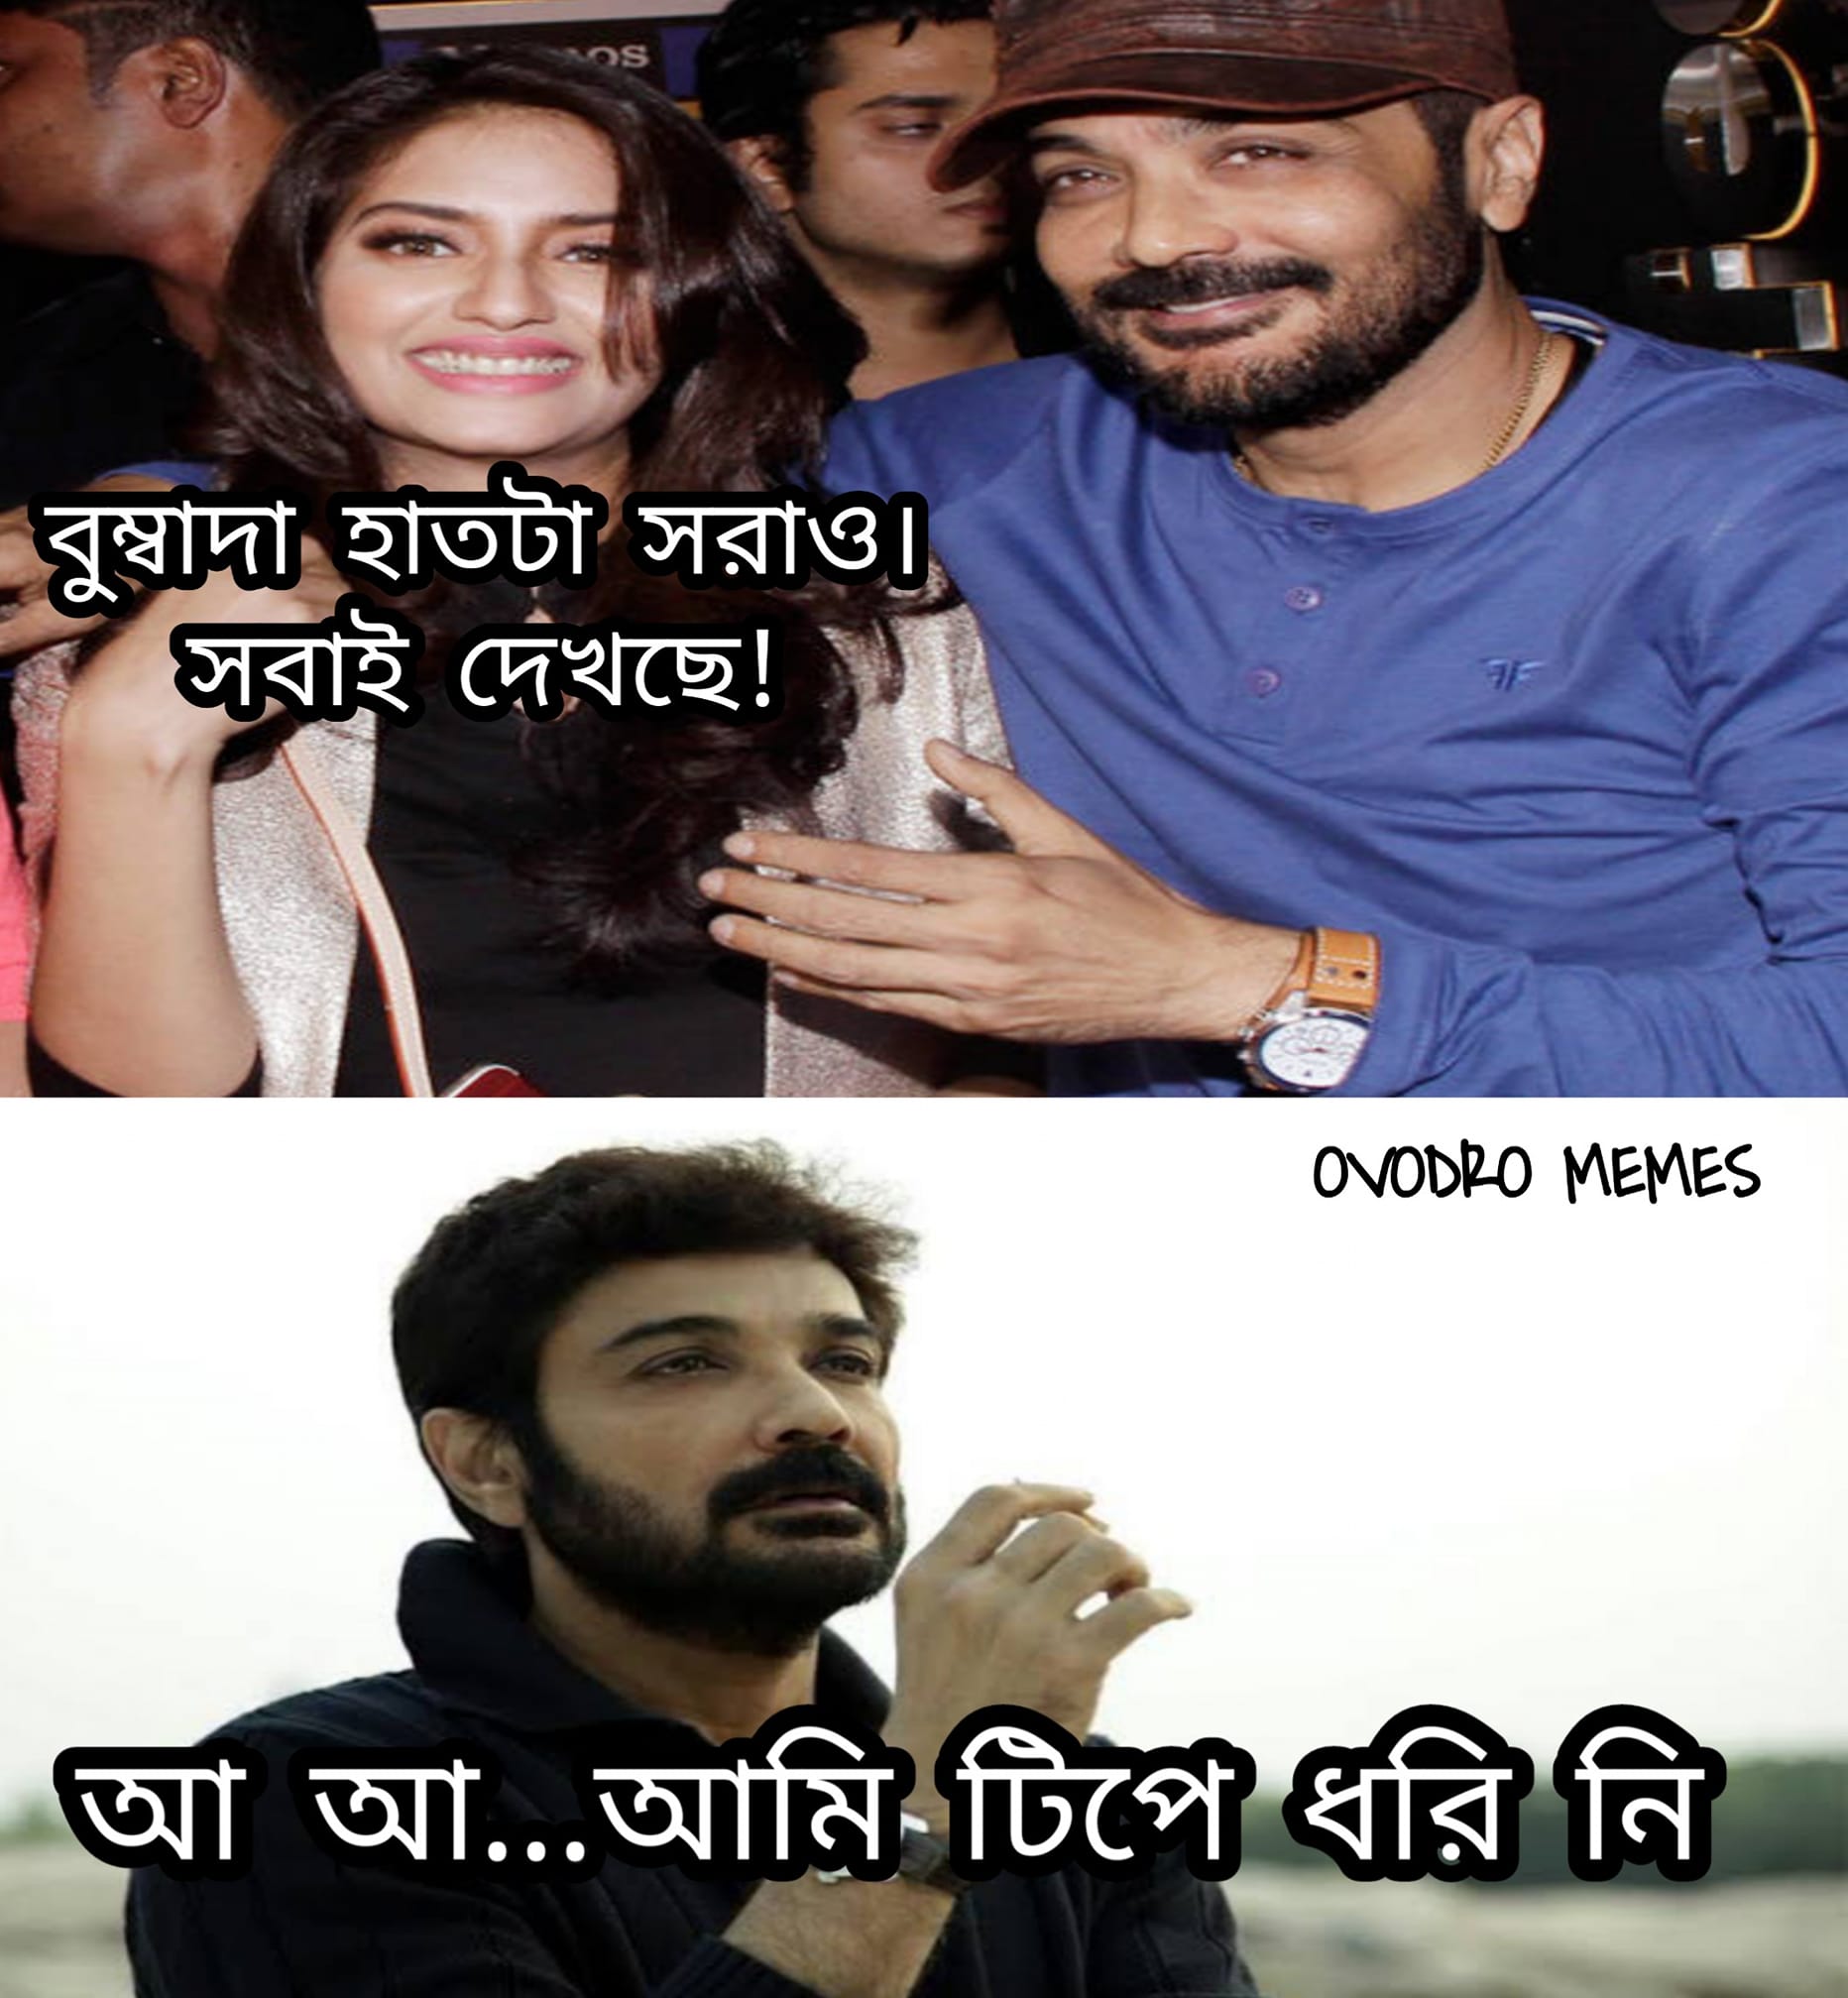 বুম্বাদা হাতটা সরাও।
সবাই দেখছে!
OVODRO MEMES
আ আ...আমি টিপে ধরি নি